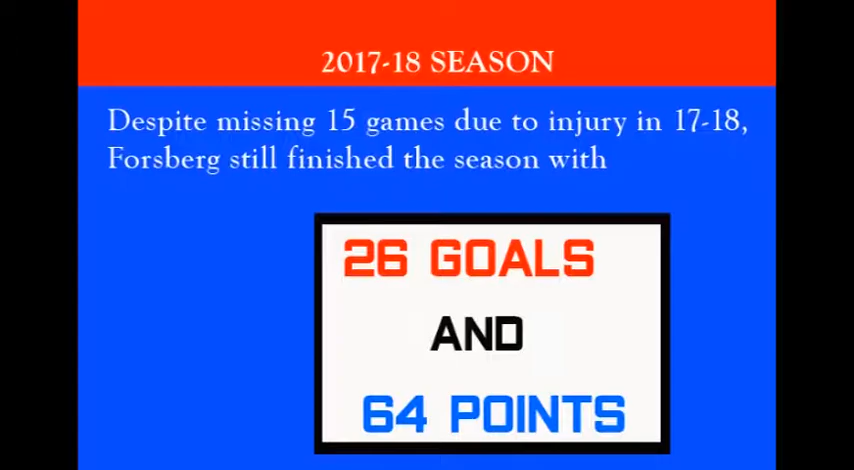 2017-18 SEASON
Despite missing 15 games due to injury in 17-18,
Forsberg still finished the season with
26 GOALS
AND
64 POINTS